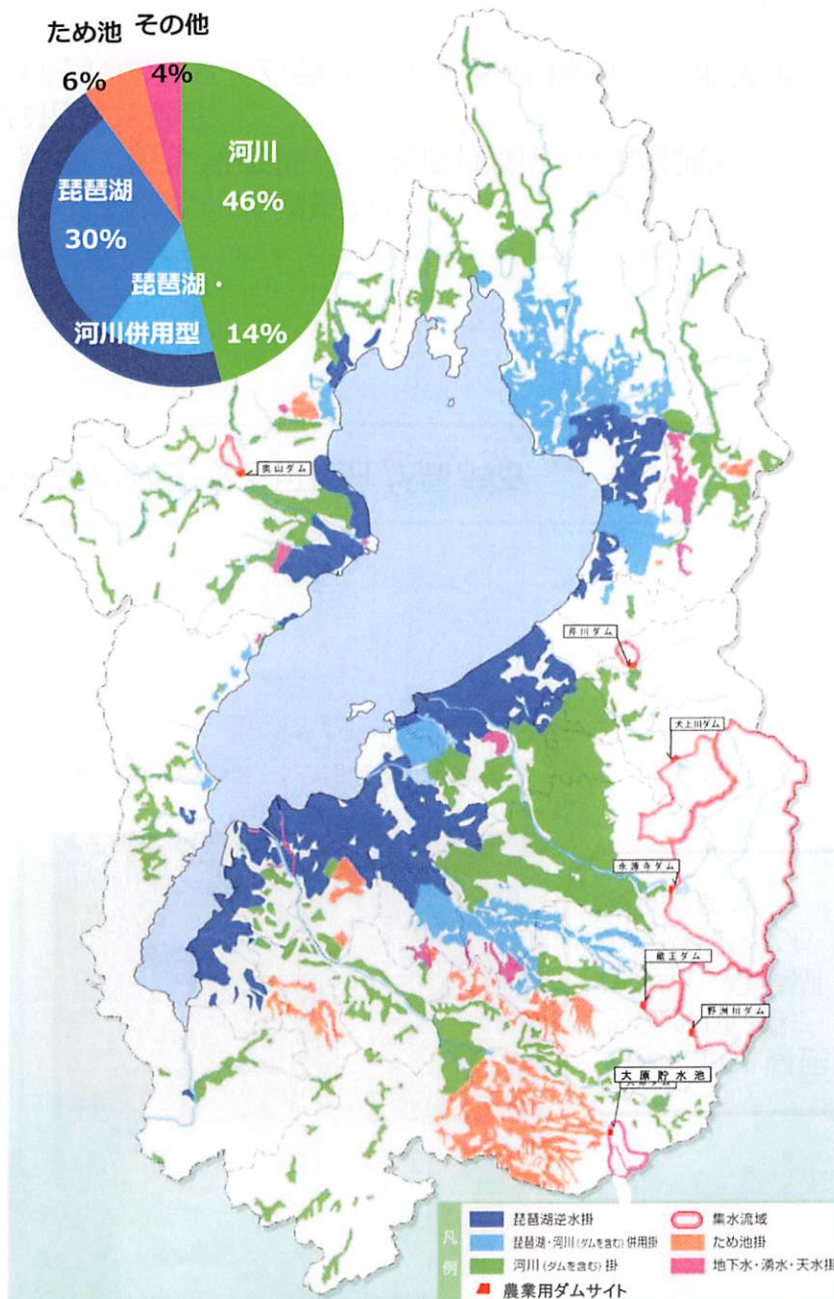 ため池
その他
6%
4%
河川
46%
琵琶湖
30%
琵琶湖・
河川併用型
14%
奥山ダム
芹川ダム
犬上川ダム
永源寺ダム
蔵王ダム
野洲川ダム
大原貯水池
凡例
琵琶湖逆水掛
琵琶湖・河川(ダムを含む)併用掛
河川(ダムを含む)掛
農業用ダムサイト
集水流域
ため池掛
地下水・湧水・天水掛